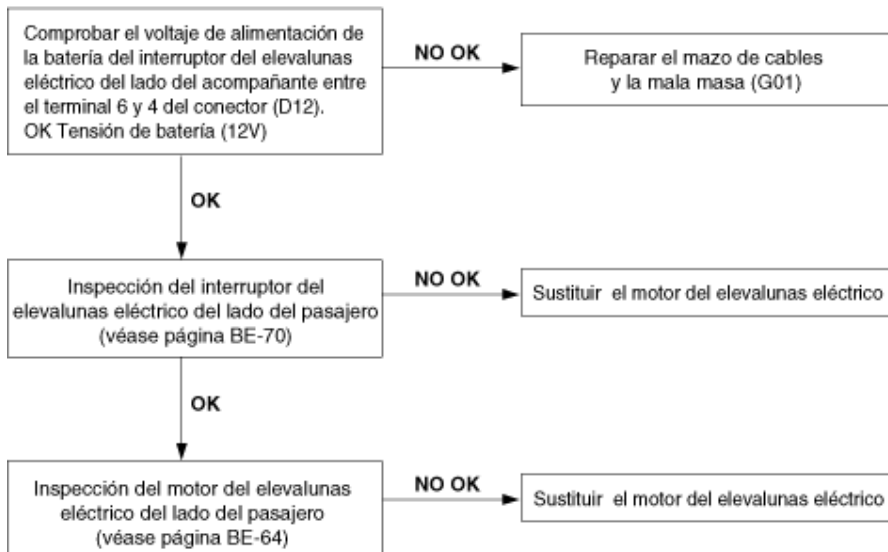 Comprobar el voltaje de alimentación de
la batería del interruptor del elevalunas
eléctrico del lado del acompañante entre
el terminal 6 y 4 del conector (D12).
OK Tensión de batería (12V)
NO OK
Reparar el mazo de cables
y la mala masa (G01)
OK
Inspección del interruptor del
elevalunas eléctrico del lado del pasajero
(véase página BE-70)
NO OK
Sustituir el motor del elevalunas eléctrico
OK
Inspección del motor del elevalunas
eléctrico del lado del pasajero
(véase página BE-64)
NO OK
Sustituir el motor del elevalunas eléctrico